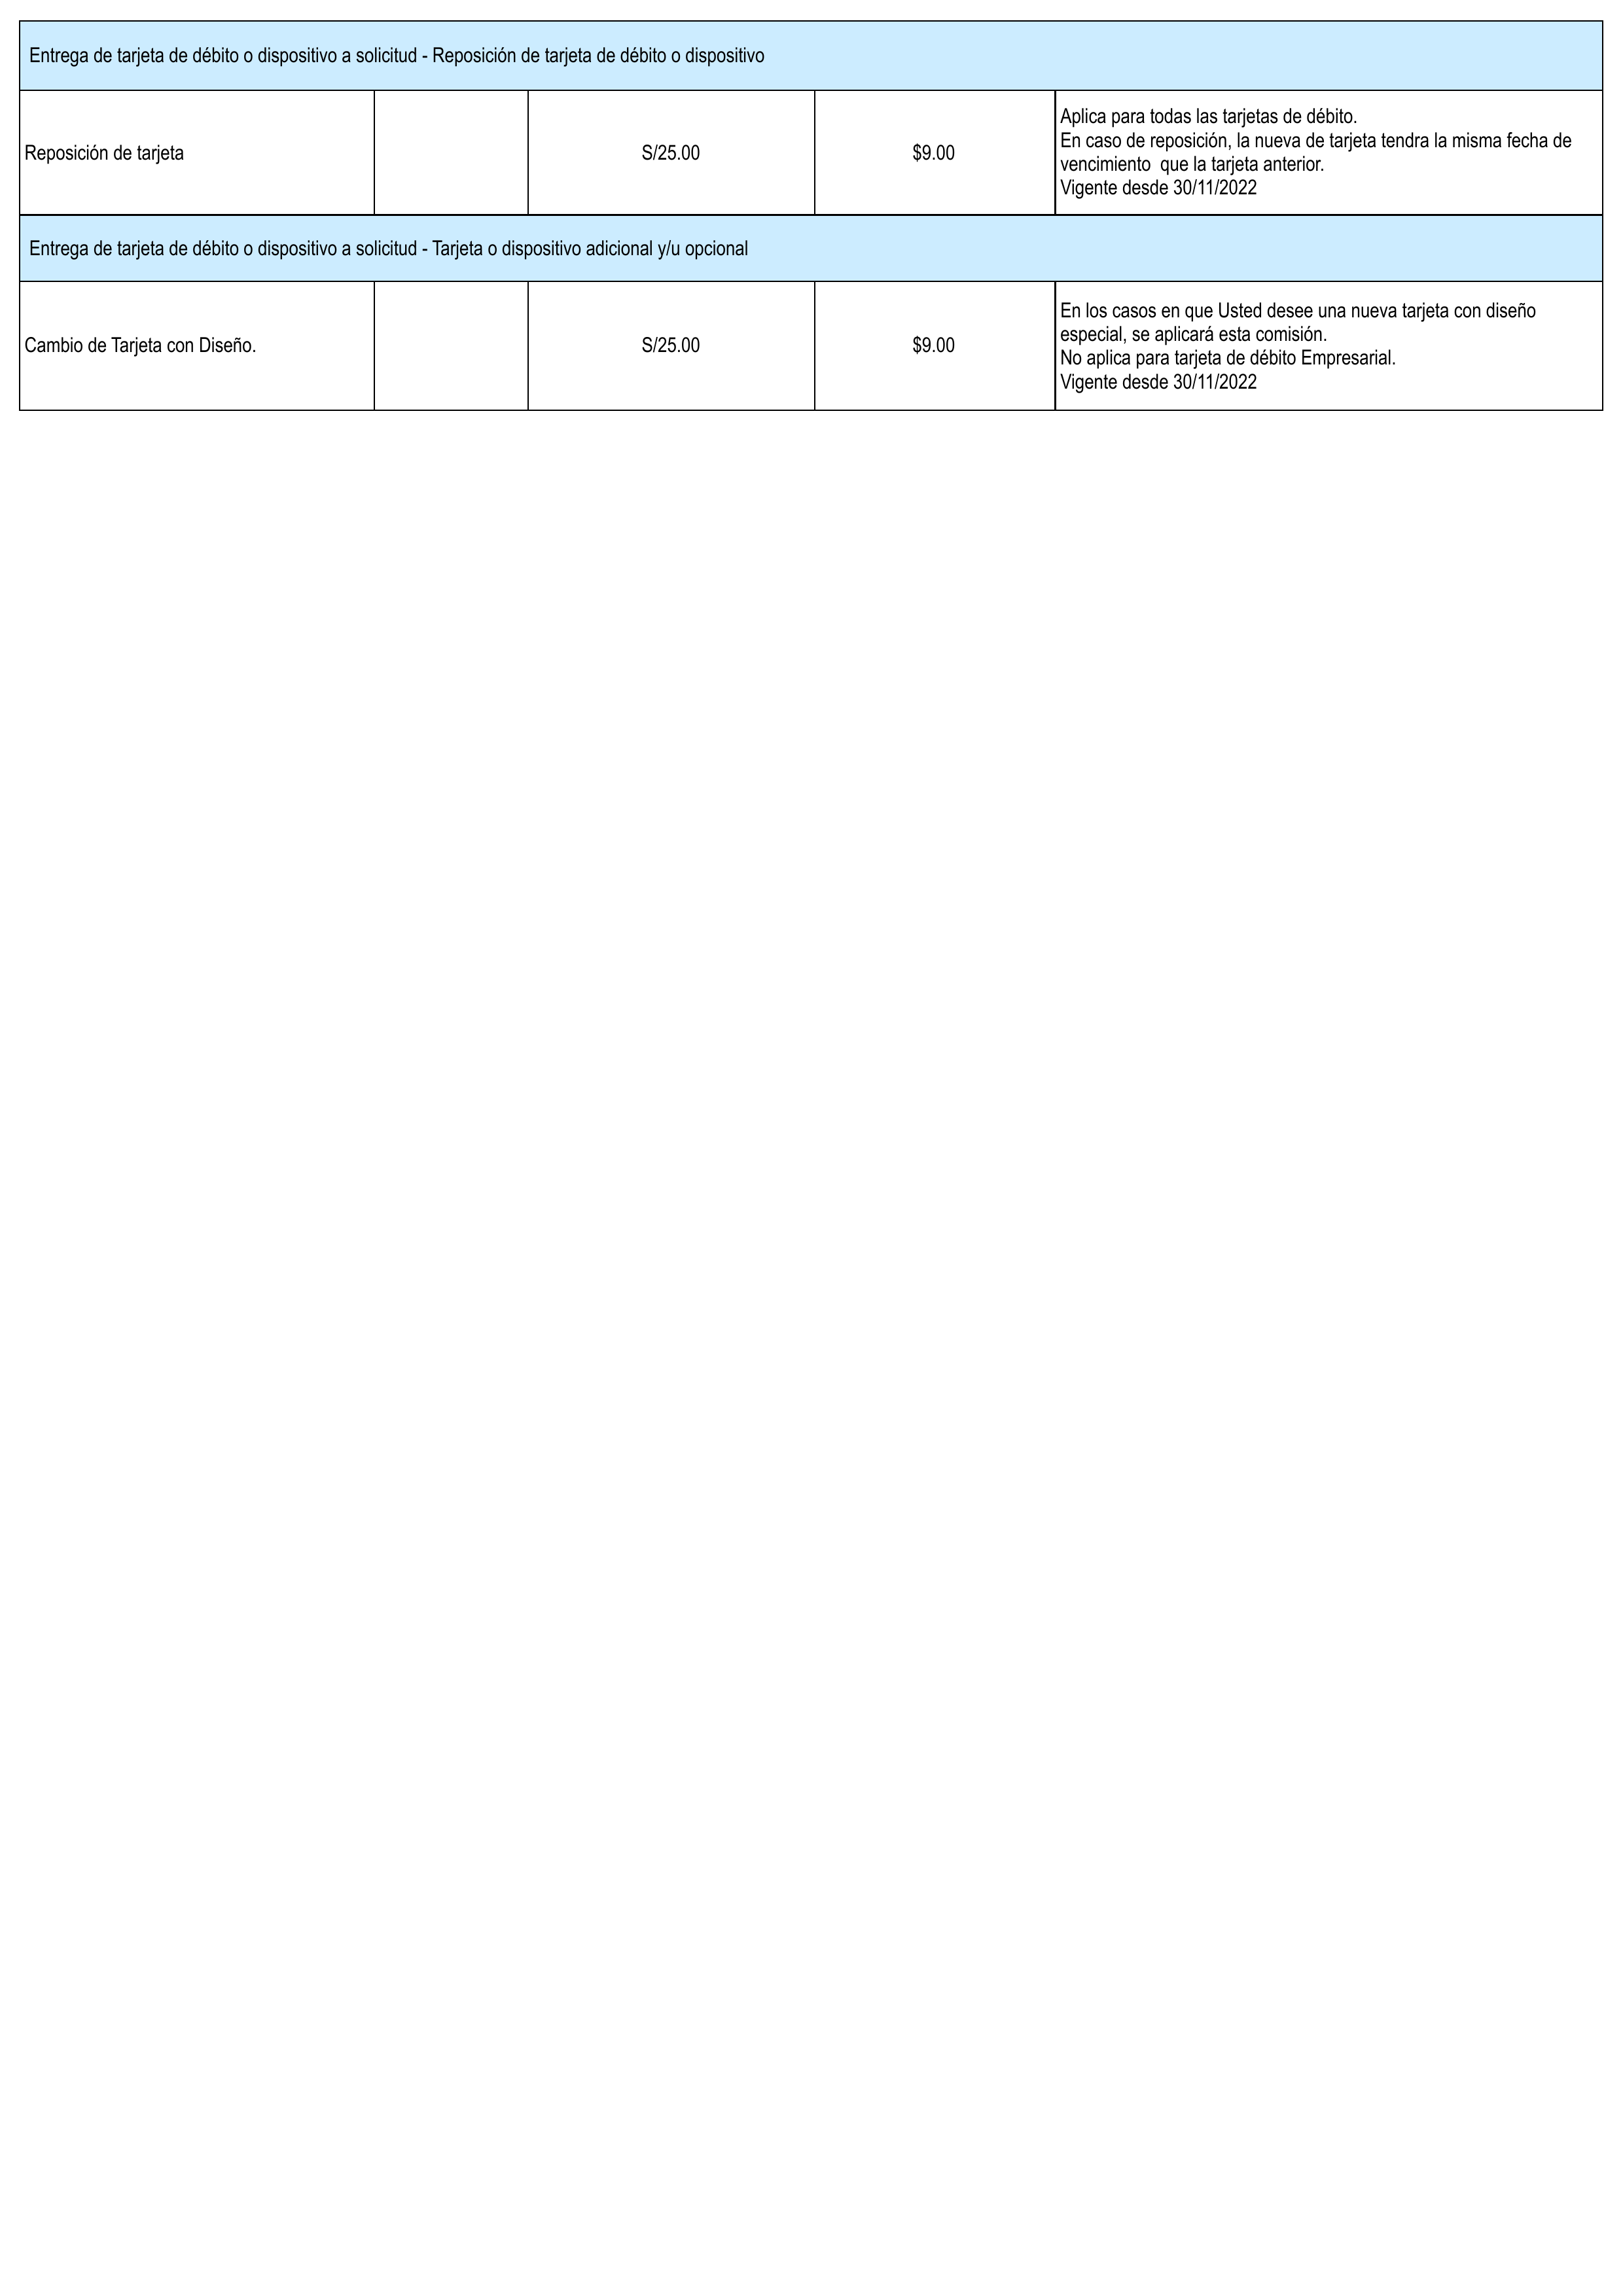 Entrega de tarjeta de débito o dispositivo a solicitud - Reposición de tarjeta de débito o dispositivo
Reposición de tarjeta
S/25.00
$9.00
Aplica para todas las tarjetas de débito.
En caso de reposición, la nueva de tarjeta tendra la misma fecha de
vencimiento  que la tarjeta anterior.
Vigente desde 30/11/2022
Entrega de tarjeta de débito o dispositivo a solicitud - Tarjeta o dispositivo adicional y/u opcional
Cambio de Tarjeta con Diseño.
S/25.00
$9.00
En los casos en que Usted desee una nueva tarjeta con diseño
especial, se aplicará esta comisión.
No aplica para tarjeta de débito Empresarial.
Vigente desde 30/11/2022